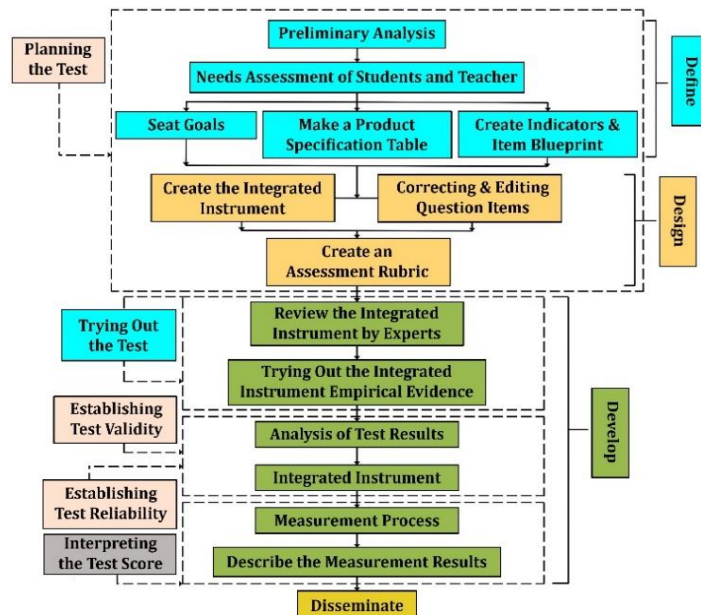 Preliminary Analysis
Planning
the Test
Needs Assessment of Students and Teacher
Define
Seat Goals
Make a Product
Specification Table
Create Indicators &
Item Blueprint
Create the Integrated
Instrument
Correcting & Editing
Question Items
Design
Create an
Assessment Rubric
Review the Integrated
Instrument by Experts
Trying Out
the Test
Trying Out the Integrated
Instrument Empirical Evidence
Develop
Establishing
Test Validity
Analysis of Test Results
Integrated Instrument
Establishing
Test Reliability
Measurement Process
Interpreting
the Test Score
Describe the Measurement Results
Disseminate